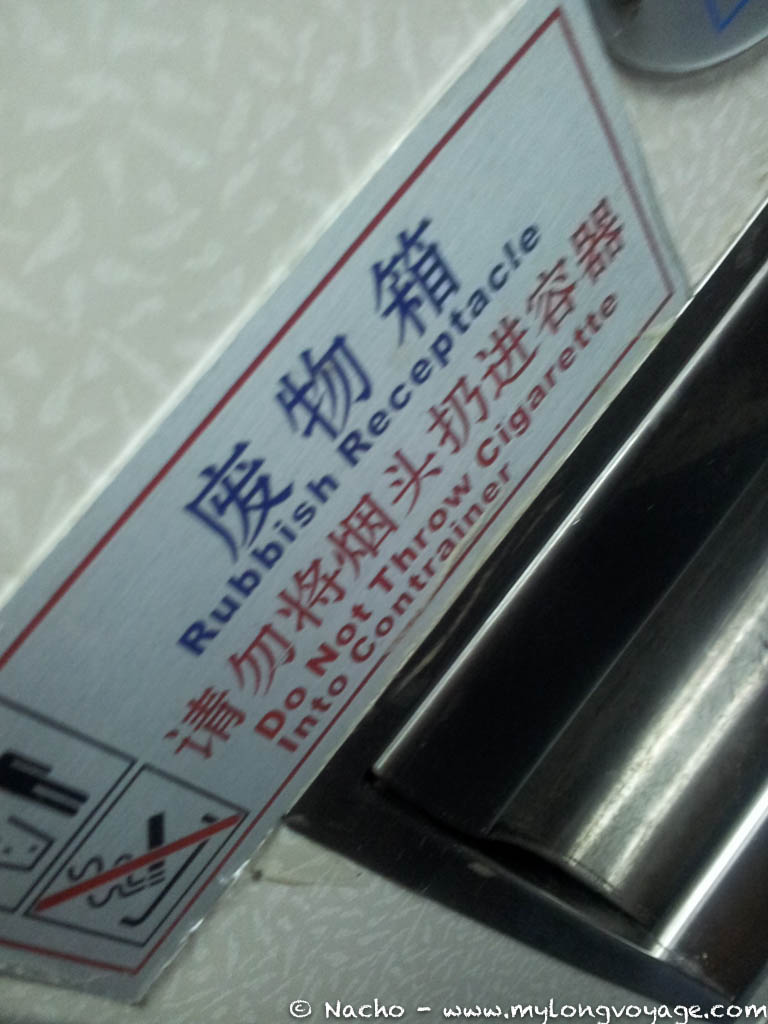 废物箱
Rubbish Receptacle
请勿将烟头扔进容器
Do Not Throw Cigarette
Into Contrainer
© Nacho - www.mylongvoyage.com